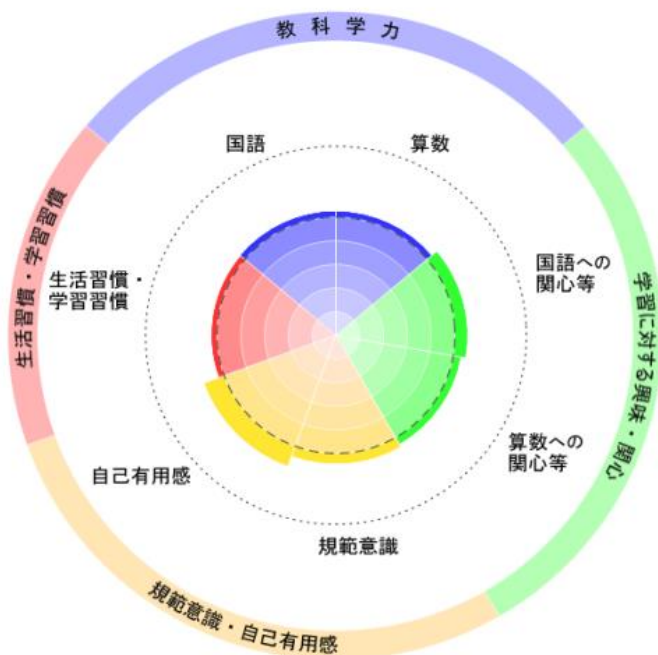 教科学力
国語
算数
生活習慣・学習習慣
生活習慣・
学習習慣
国語への
関心等
学習に対する興味・関心
算数への
関心等
自己有用感
規範意識
規範意識・自己有用感